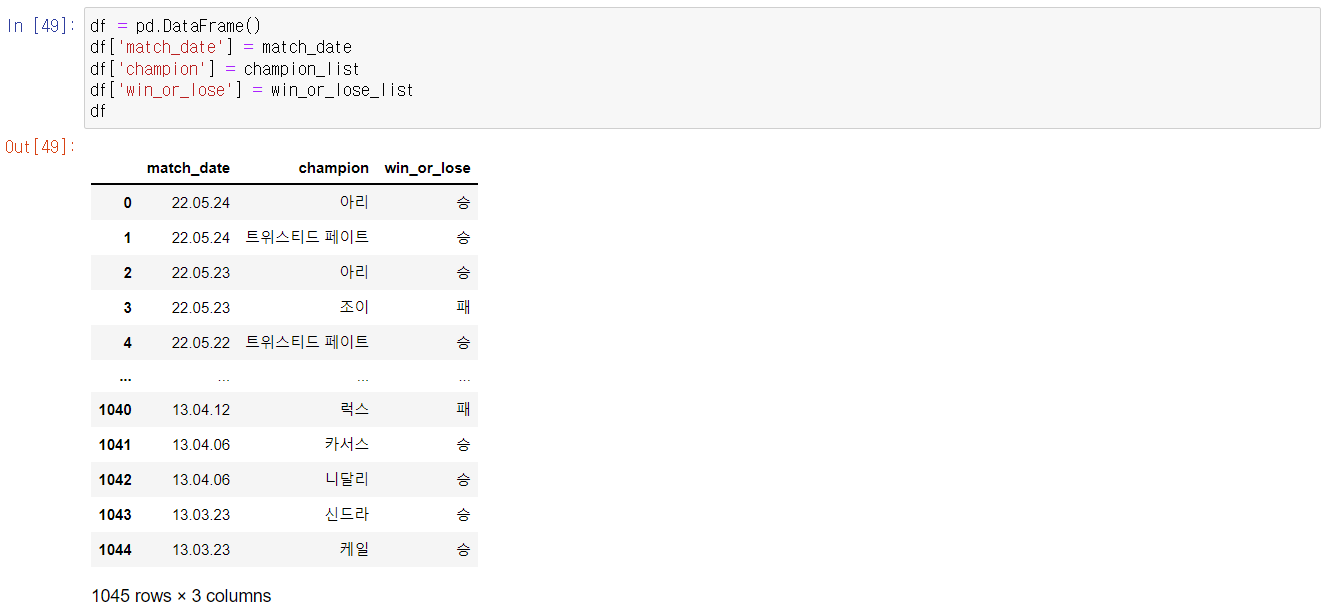 In [49]: df = pd.DataFrame()
df['match_date'] = match_date
df['champion'] = champion_list
df['win_or_lose'] = win_or_lose_list
df
Out[49]:
match_date champion win_or_lose
0 22.05.24 아리 승
1 22.05.24 트위스티드 페이트 승
2 22.05.23 아리 승
3 22.05.23 조이 패
4 22.05.22 트위스티드 페이트 승
... ... ... ...
1040 13.04.12 럭스 패
1041 13.04.06 카서스 승
1042 13.04.06 니달리 승
1043 13.03.23 신드라 승
1044 13.03.23 케일 승
1045 rows × 3 columns